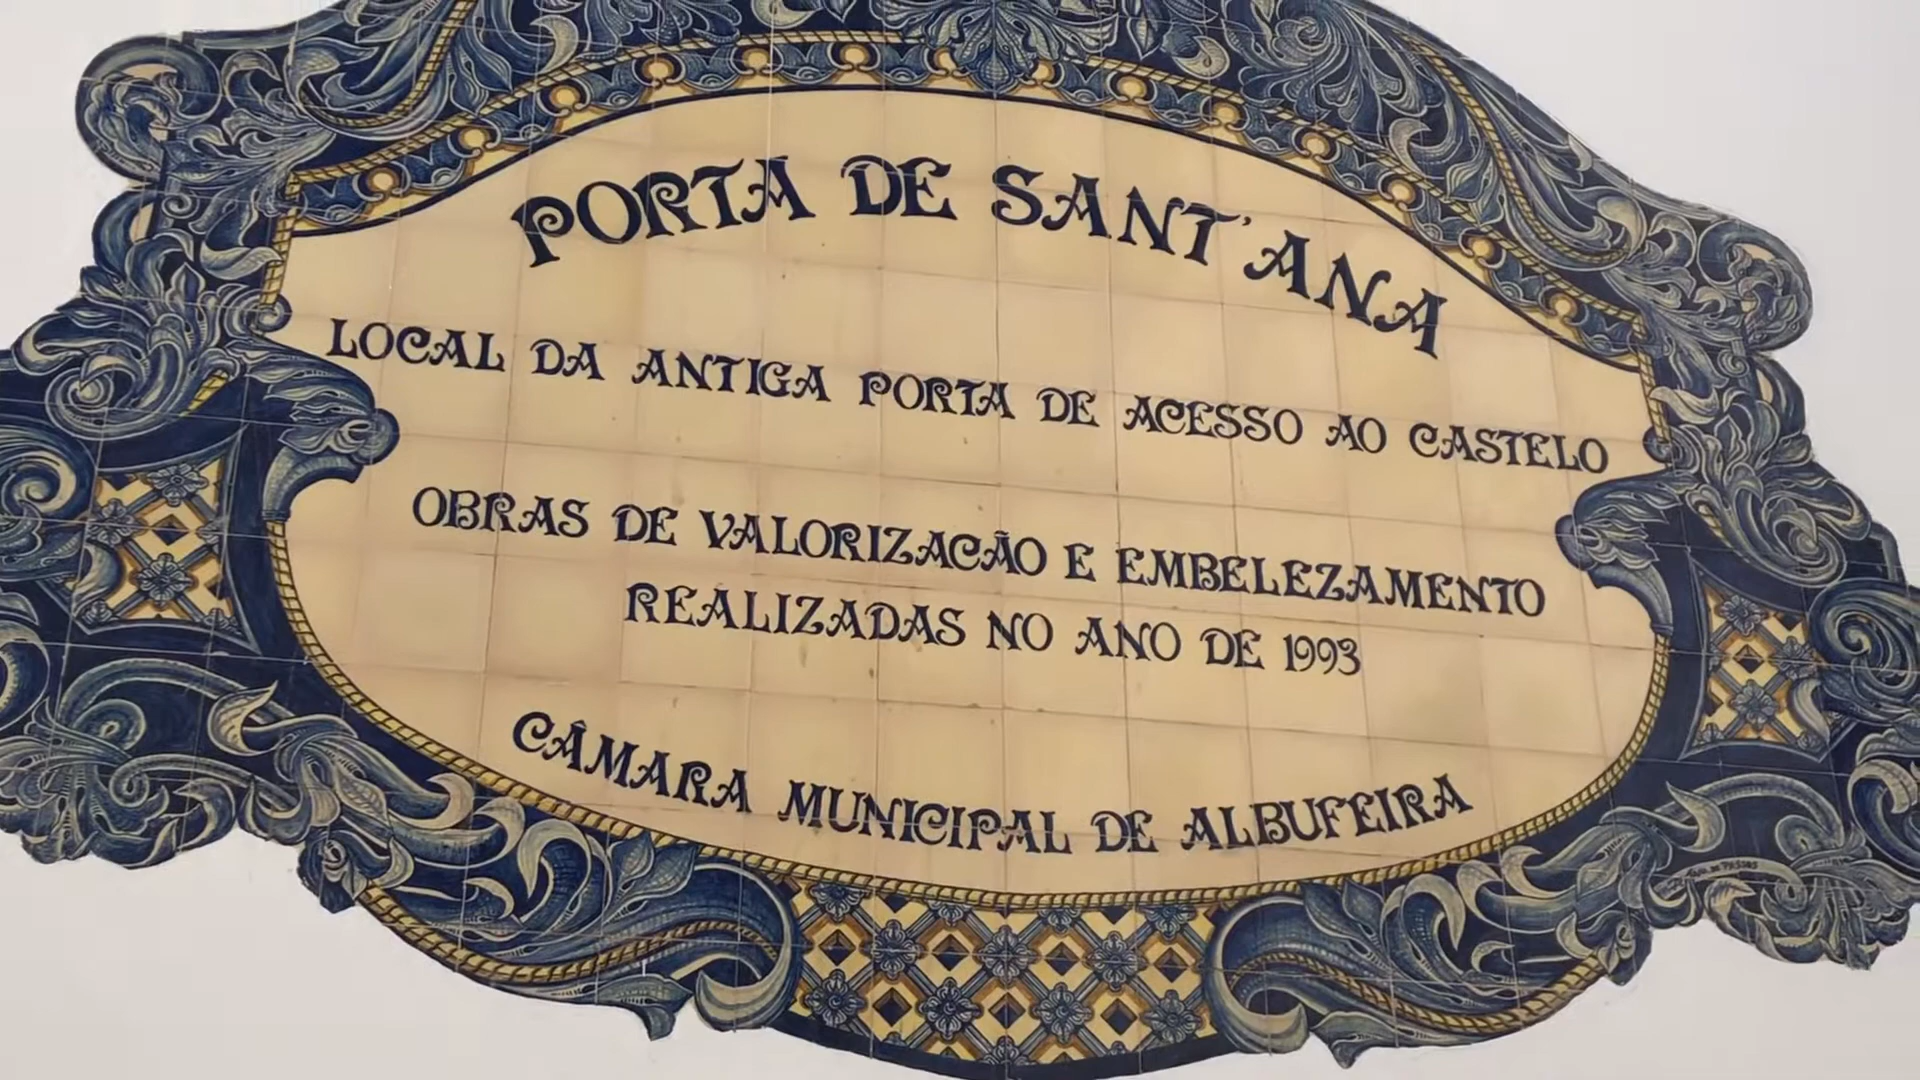 PORTA DE SANT'ANA
LOCAL DA ANTIGA PORTA DE ACESSO AO CASTELO
OBRAS DE VALORIZACÃO E EMBELEZAMENTO
REALIZADAS NO ANO DE 1993
CÂMARA MUNICIPAL DE ALBUFEIRA